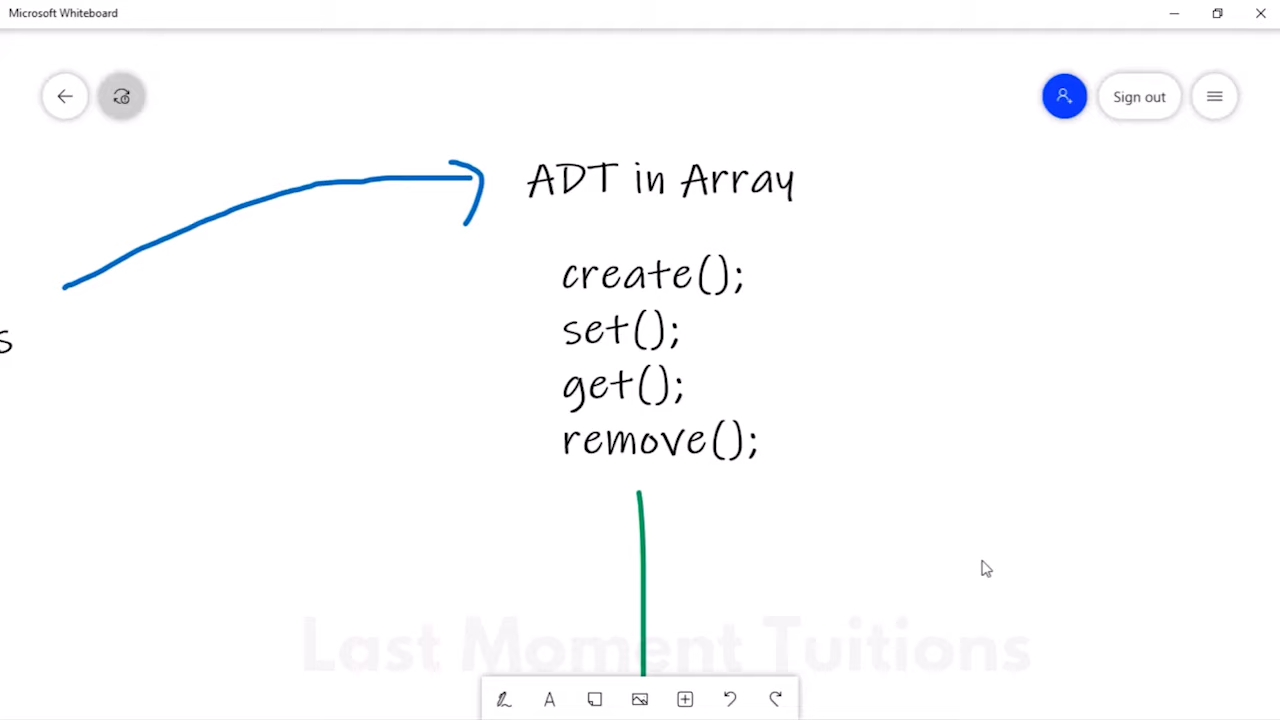 Microsoft Whiteboard
Sign out
ADT in Array
create();
s
set();
get();
remove();
Last Moment Tuitions